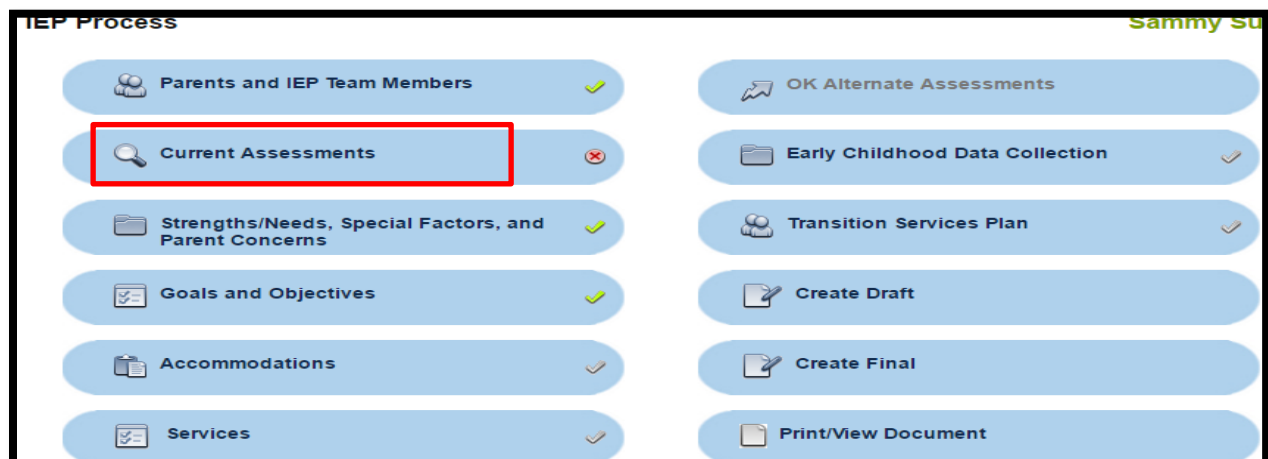 IEP Process
Sammy Su
Parents and IEP Team Members
Current Assessments
Strengths/Needs, Special Factors, and
Parent Concerns
Goals and Objectives
Accommodations
Services
OK Alternate Assessments
Early Childhood Data Collection
Transition Services Plan
Create Draft
Create Final
Print/View Document